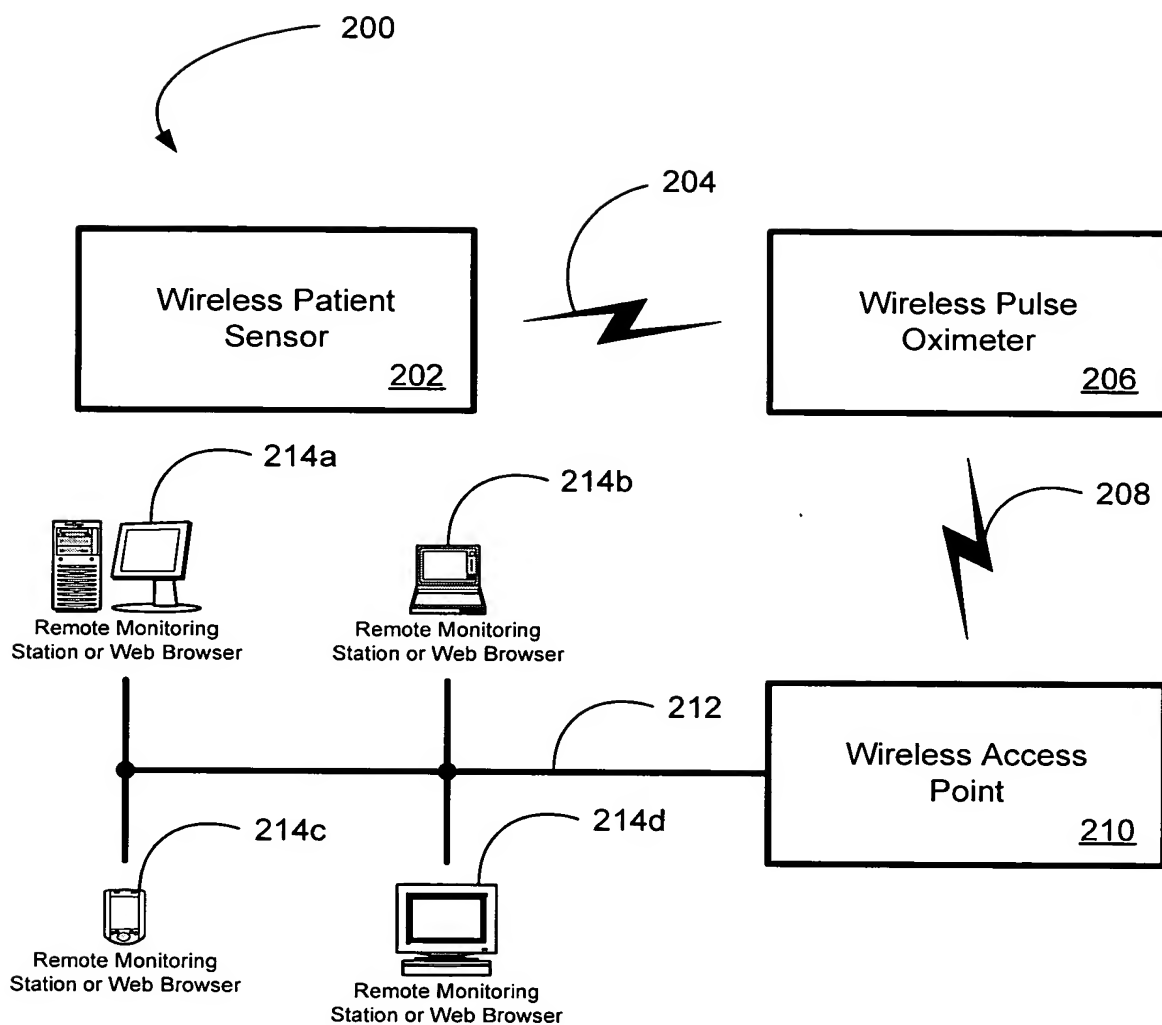 200
204
Wireless Patient
Sensor
202
Wireless Pulse
Oximeter
206
214a
214b
208
Remote Monitoring
Station or Web Browser
Remote Monitoring
Station or Web Browser
212
Wireless Access
Point
210
214c
214d
Remote Monitoring
Station or Web Browser
Remote Monitoring
Station or Web Browser